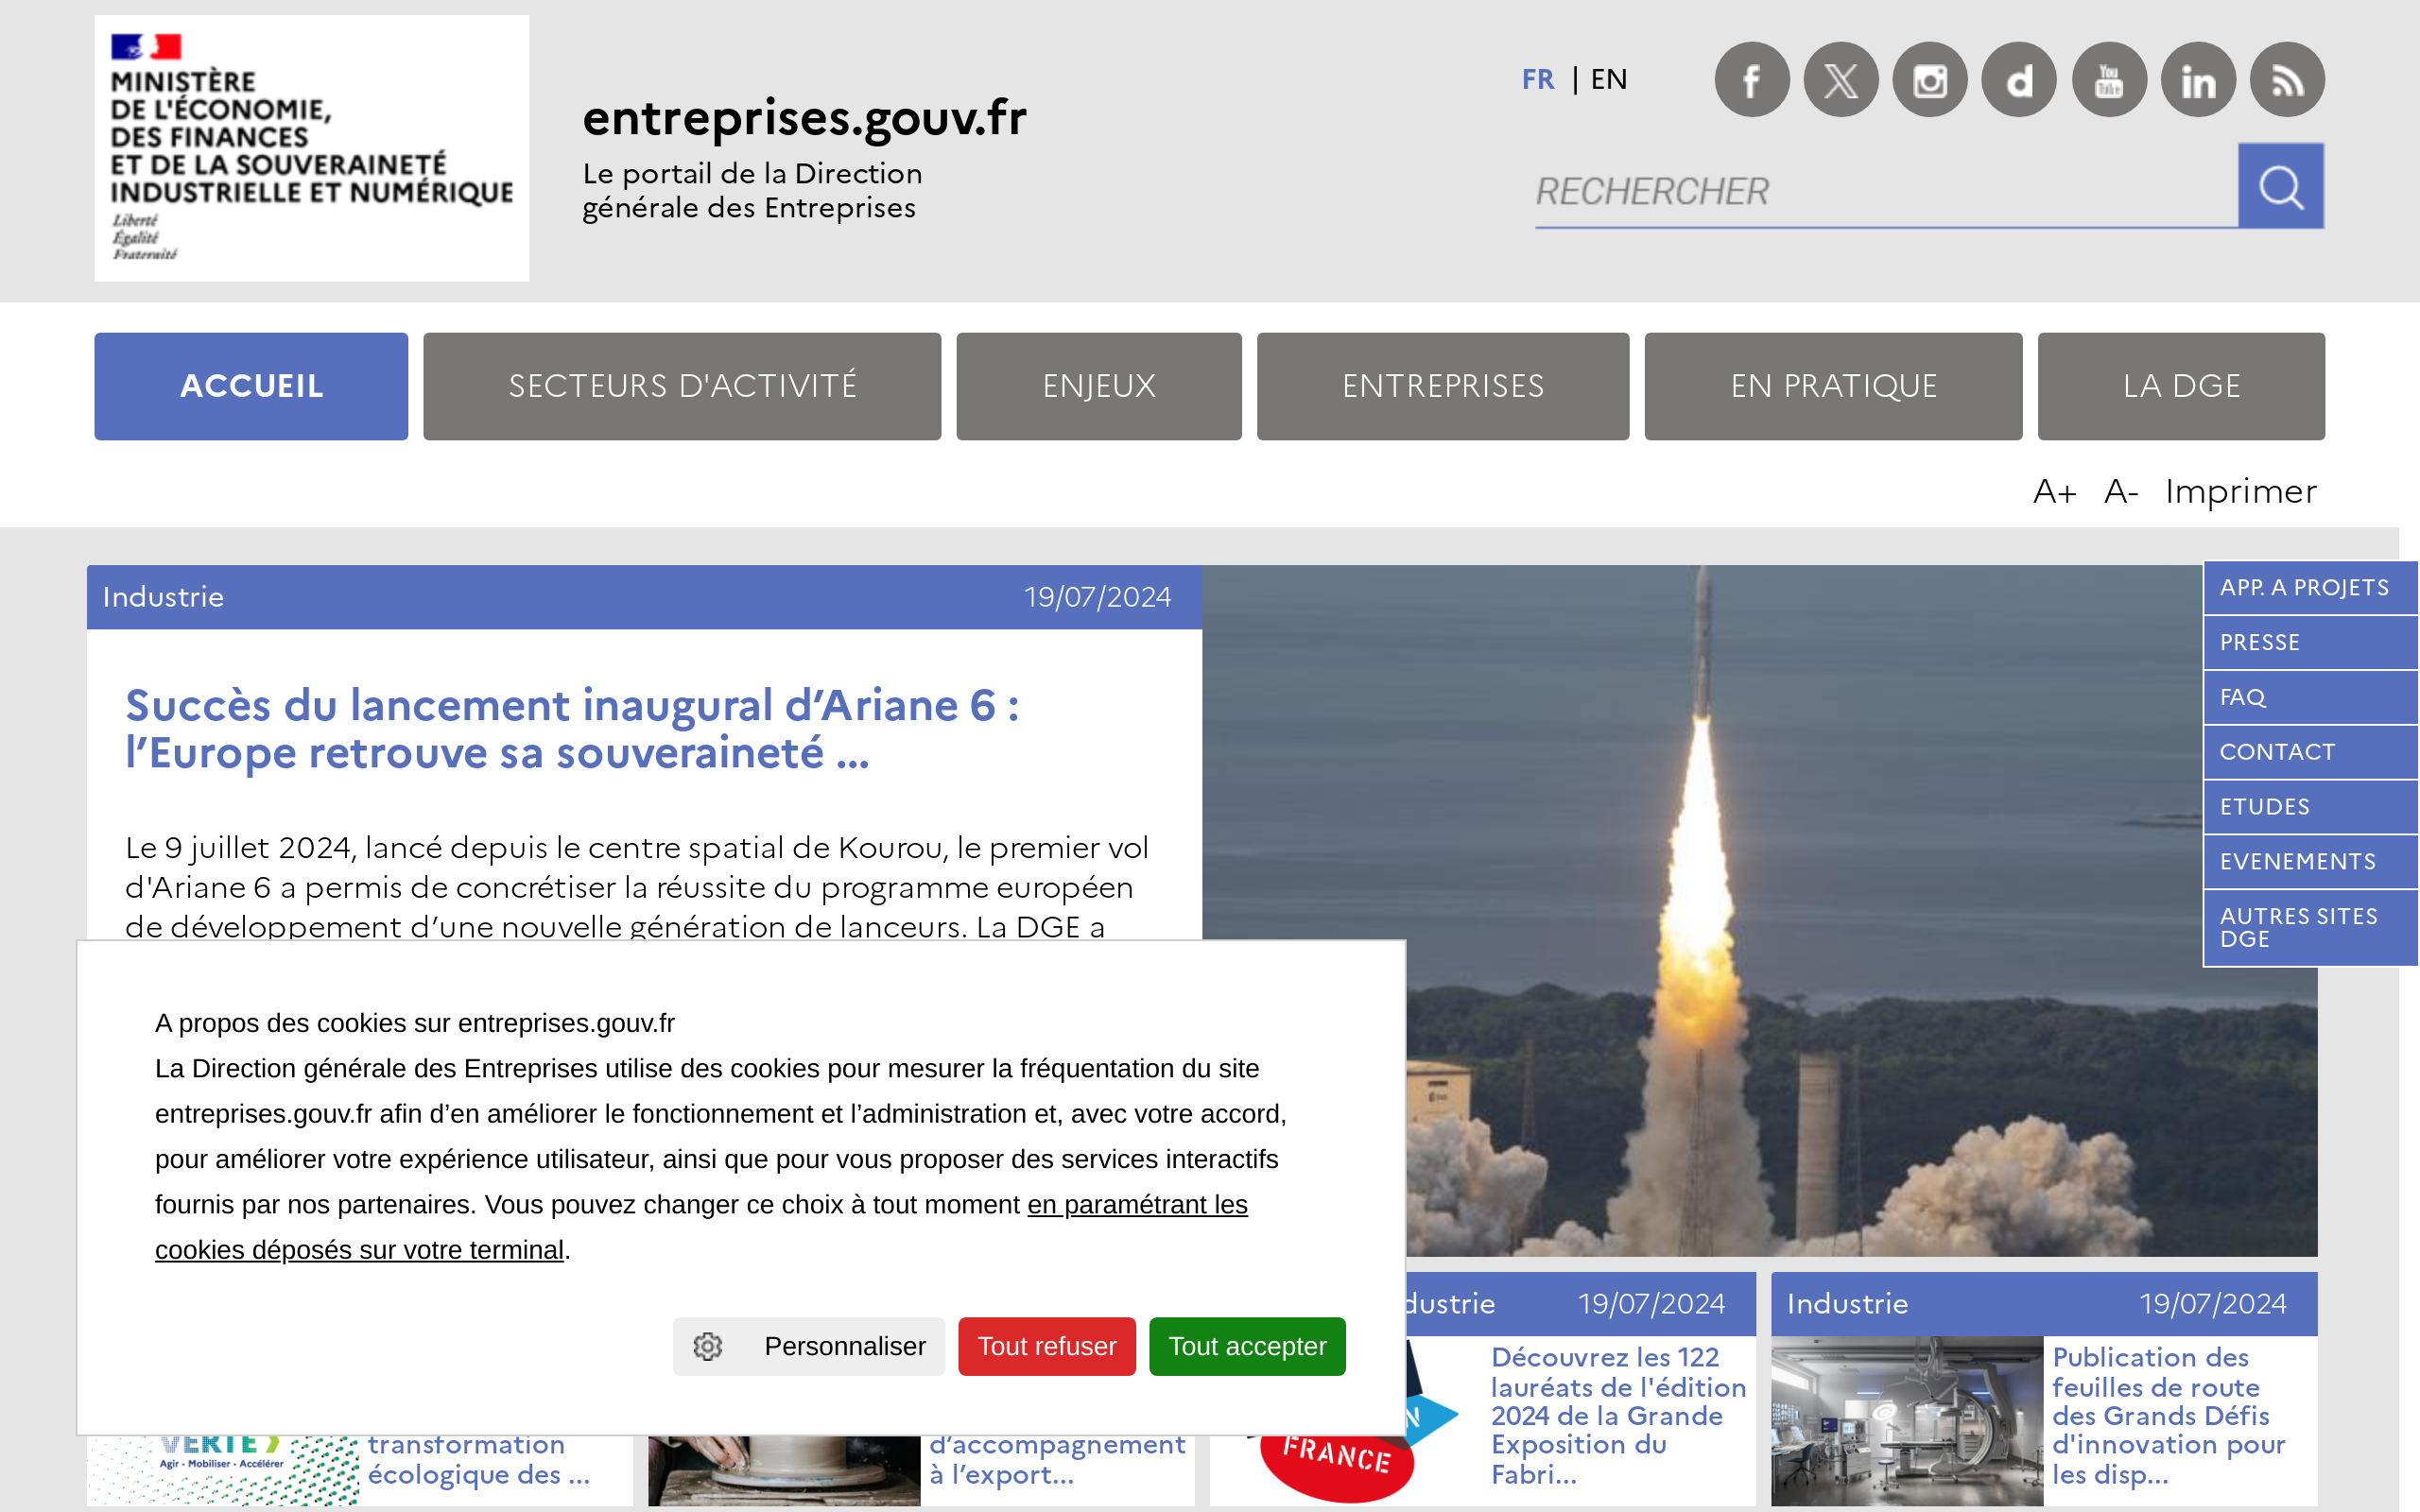 MINISTÈRE
DE L'ÉCONOMIE,
DES FINANCES
ET DE LA SOUVERAINETÉ
INDUSTRIELLE ET NUMÉRIQUE
Liberté
Égalité
Fraternité
entreprises.gouv.fr
Le portail de la Direction
générale des Entreprises
FR | EN
You
Tube
RECHERCHER
ACCUEIL
SECTEURS D'ACTIVITÉ
ENJEUX
ENTREPRISES
EN PRATIQUE
LA DGE
A+ A- Imprimer
Industrie 19/07/2024
Succès du lancement inaugural d’Ariane 6 :
l’Europe retrouve sa souveraineté ...
Le 9 juillet 2024, lancé depuis le centre spatial de Kourou, le premier vol
d'Ariane 6 a permis de concrétiser la réussite du programme européen
de développement d’une nouvelle génération de lanceurs. La DGE a
APP. A PROJETS
PRESSE
FAQ
CONTACT
ETUDES
EVENEMENTS
AUTRES SITES
DGE
A propos des cookies sur entreprises.gouv.fr
La Direction générale des Entreprises utilise des cookies pour mesurer la fréquentation du site
entreprises.gouv.fr afin d’en améliorer le fonctionnement et l’administration et, avec votre accord,
pour améliorer votre expérience utilisateur, ainsi que pour vous proposer des services interactifs
fournis par nos partenaires. Vous pouvez changer ce choix à tout moment en paramétrant les
cookies déposés sur votre terminal.
Personnaliser
Tout refuser
Tout accepter
VERTE
Agir • Mobiliser • Accélérer
transformation
écologique des ...
d’accompagnement
à l’export...
dustrie 19/07/2024
N
FRANCE
Découvrez les 122
lauréats de l'édition
2024 de la Grande
Exposition du
Fabri...
Industrie 19/07/2024
Publication des
feuilles de route
des Grands Défis
d'innovation pour
les disp...